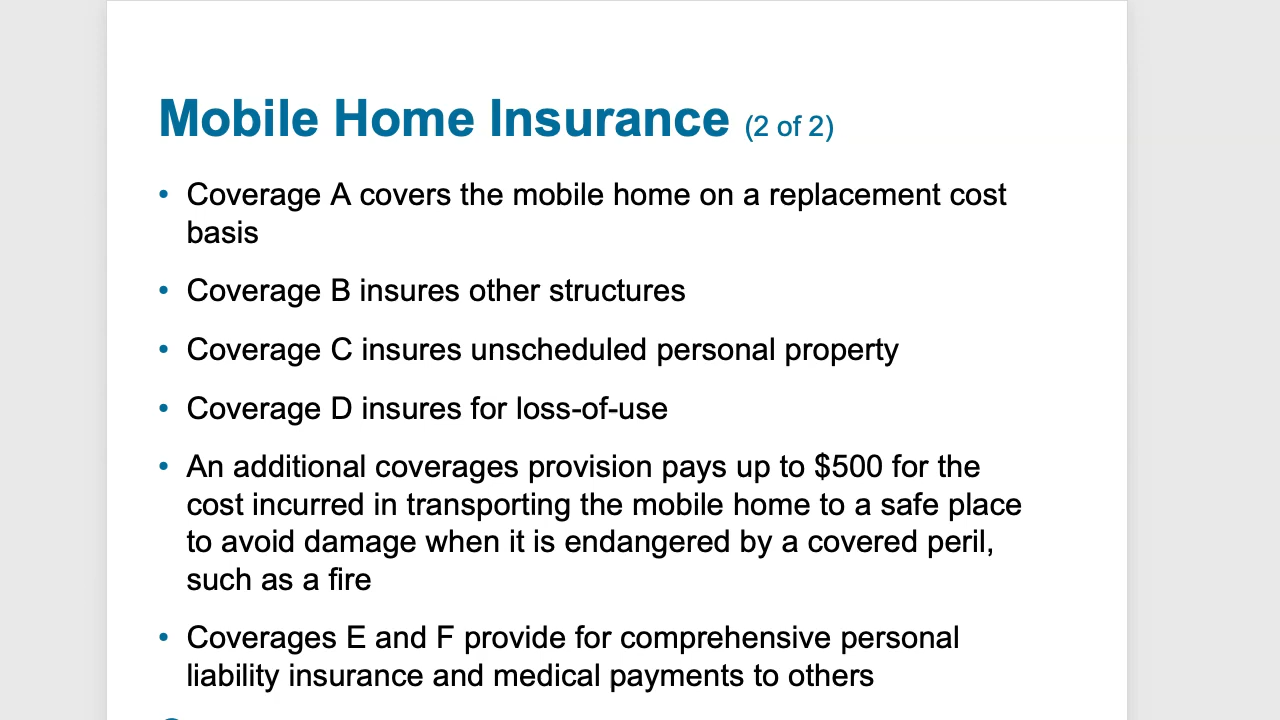 Mobile Home Insurance (2 of 2)
• Coverage A covers the mobile home on a replacement cost
basis
• Coverage B insures other structures
• Coverage C insures unscheduled personal property
• Coverage D insures for loss-of-use
• An additional coverages provision pays up to $500 for the
cost incurred in transporting the mobile home to a safe place
to avoid damage when it is endangered by a covered peril,
such as a fire
• Coverages E and F provide for comprehensive personal
liability insurance and medical payments to others